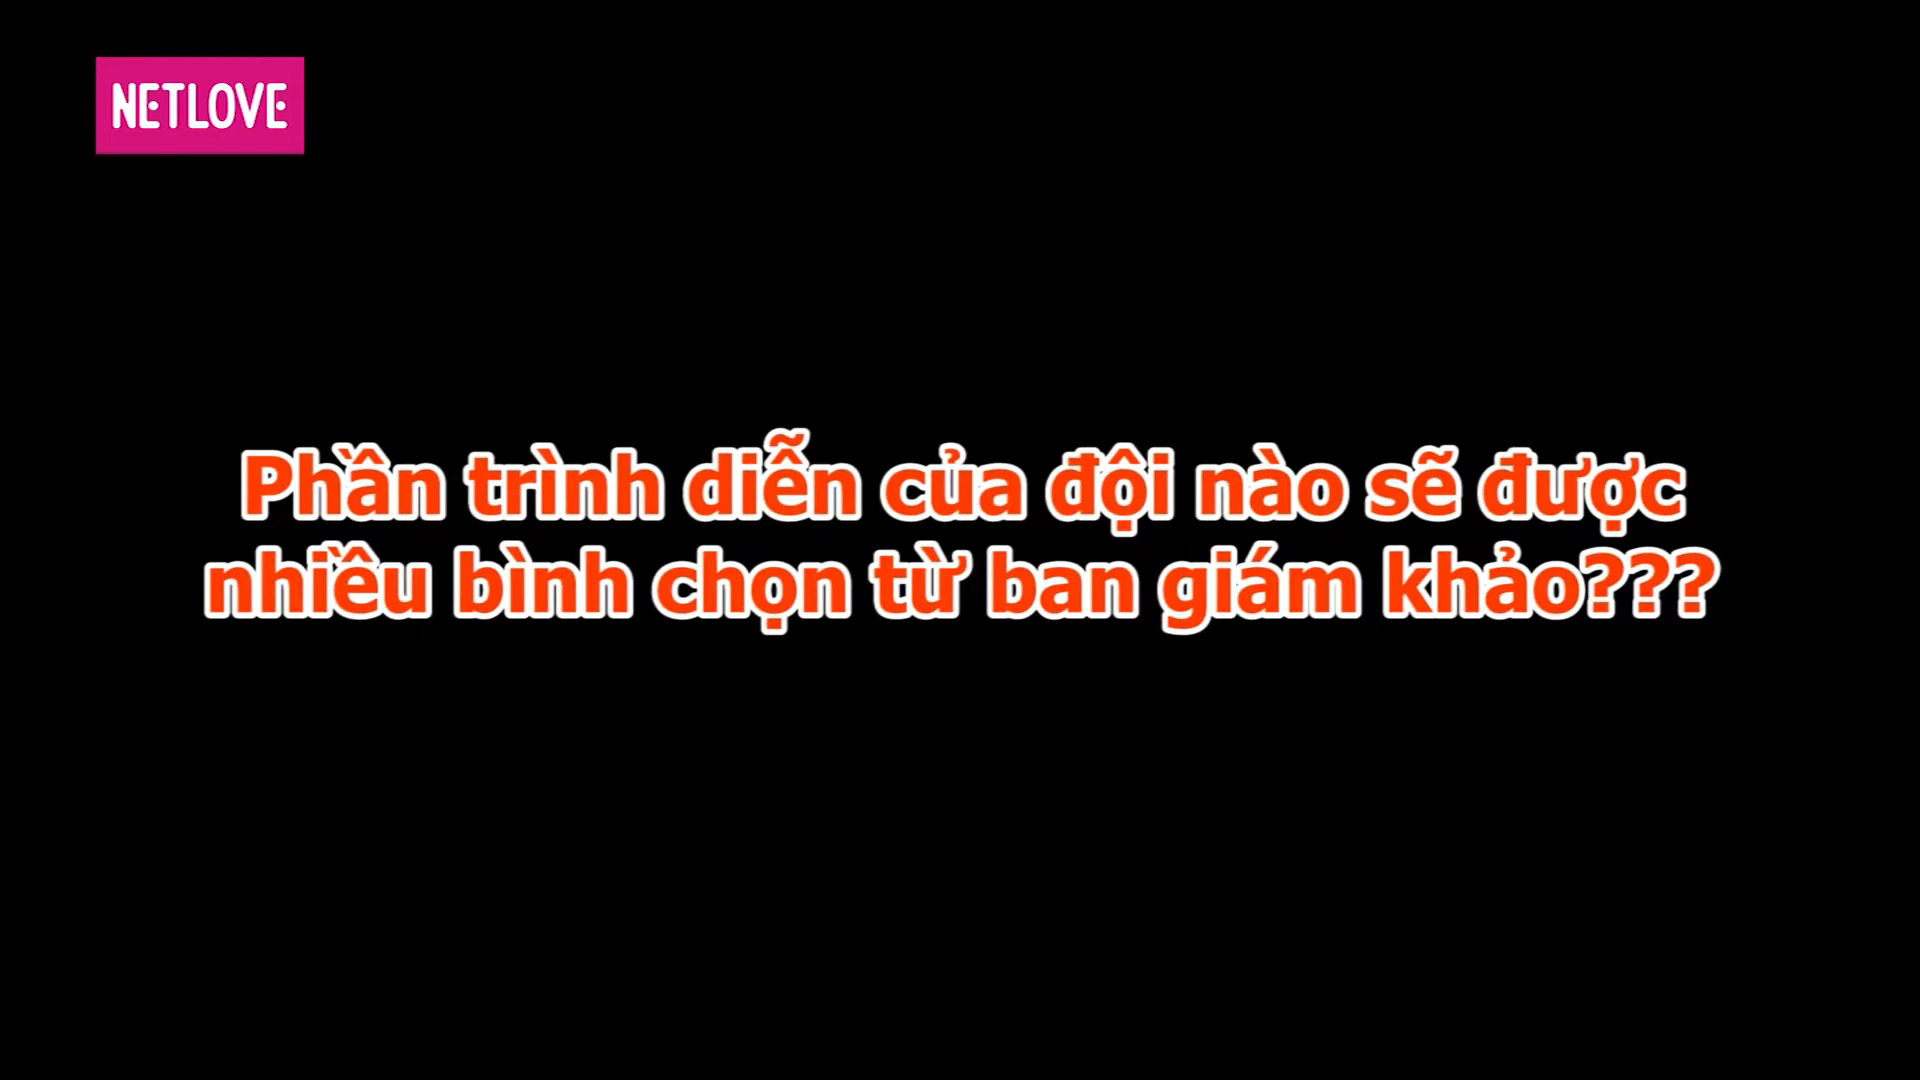 NETLOVE
Phần trình diễn của đội nào sẽ được
nhiều bình chọn từ ban giám khảo???